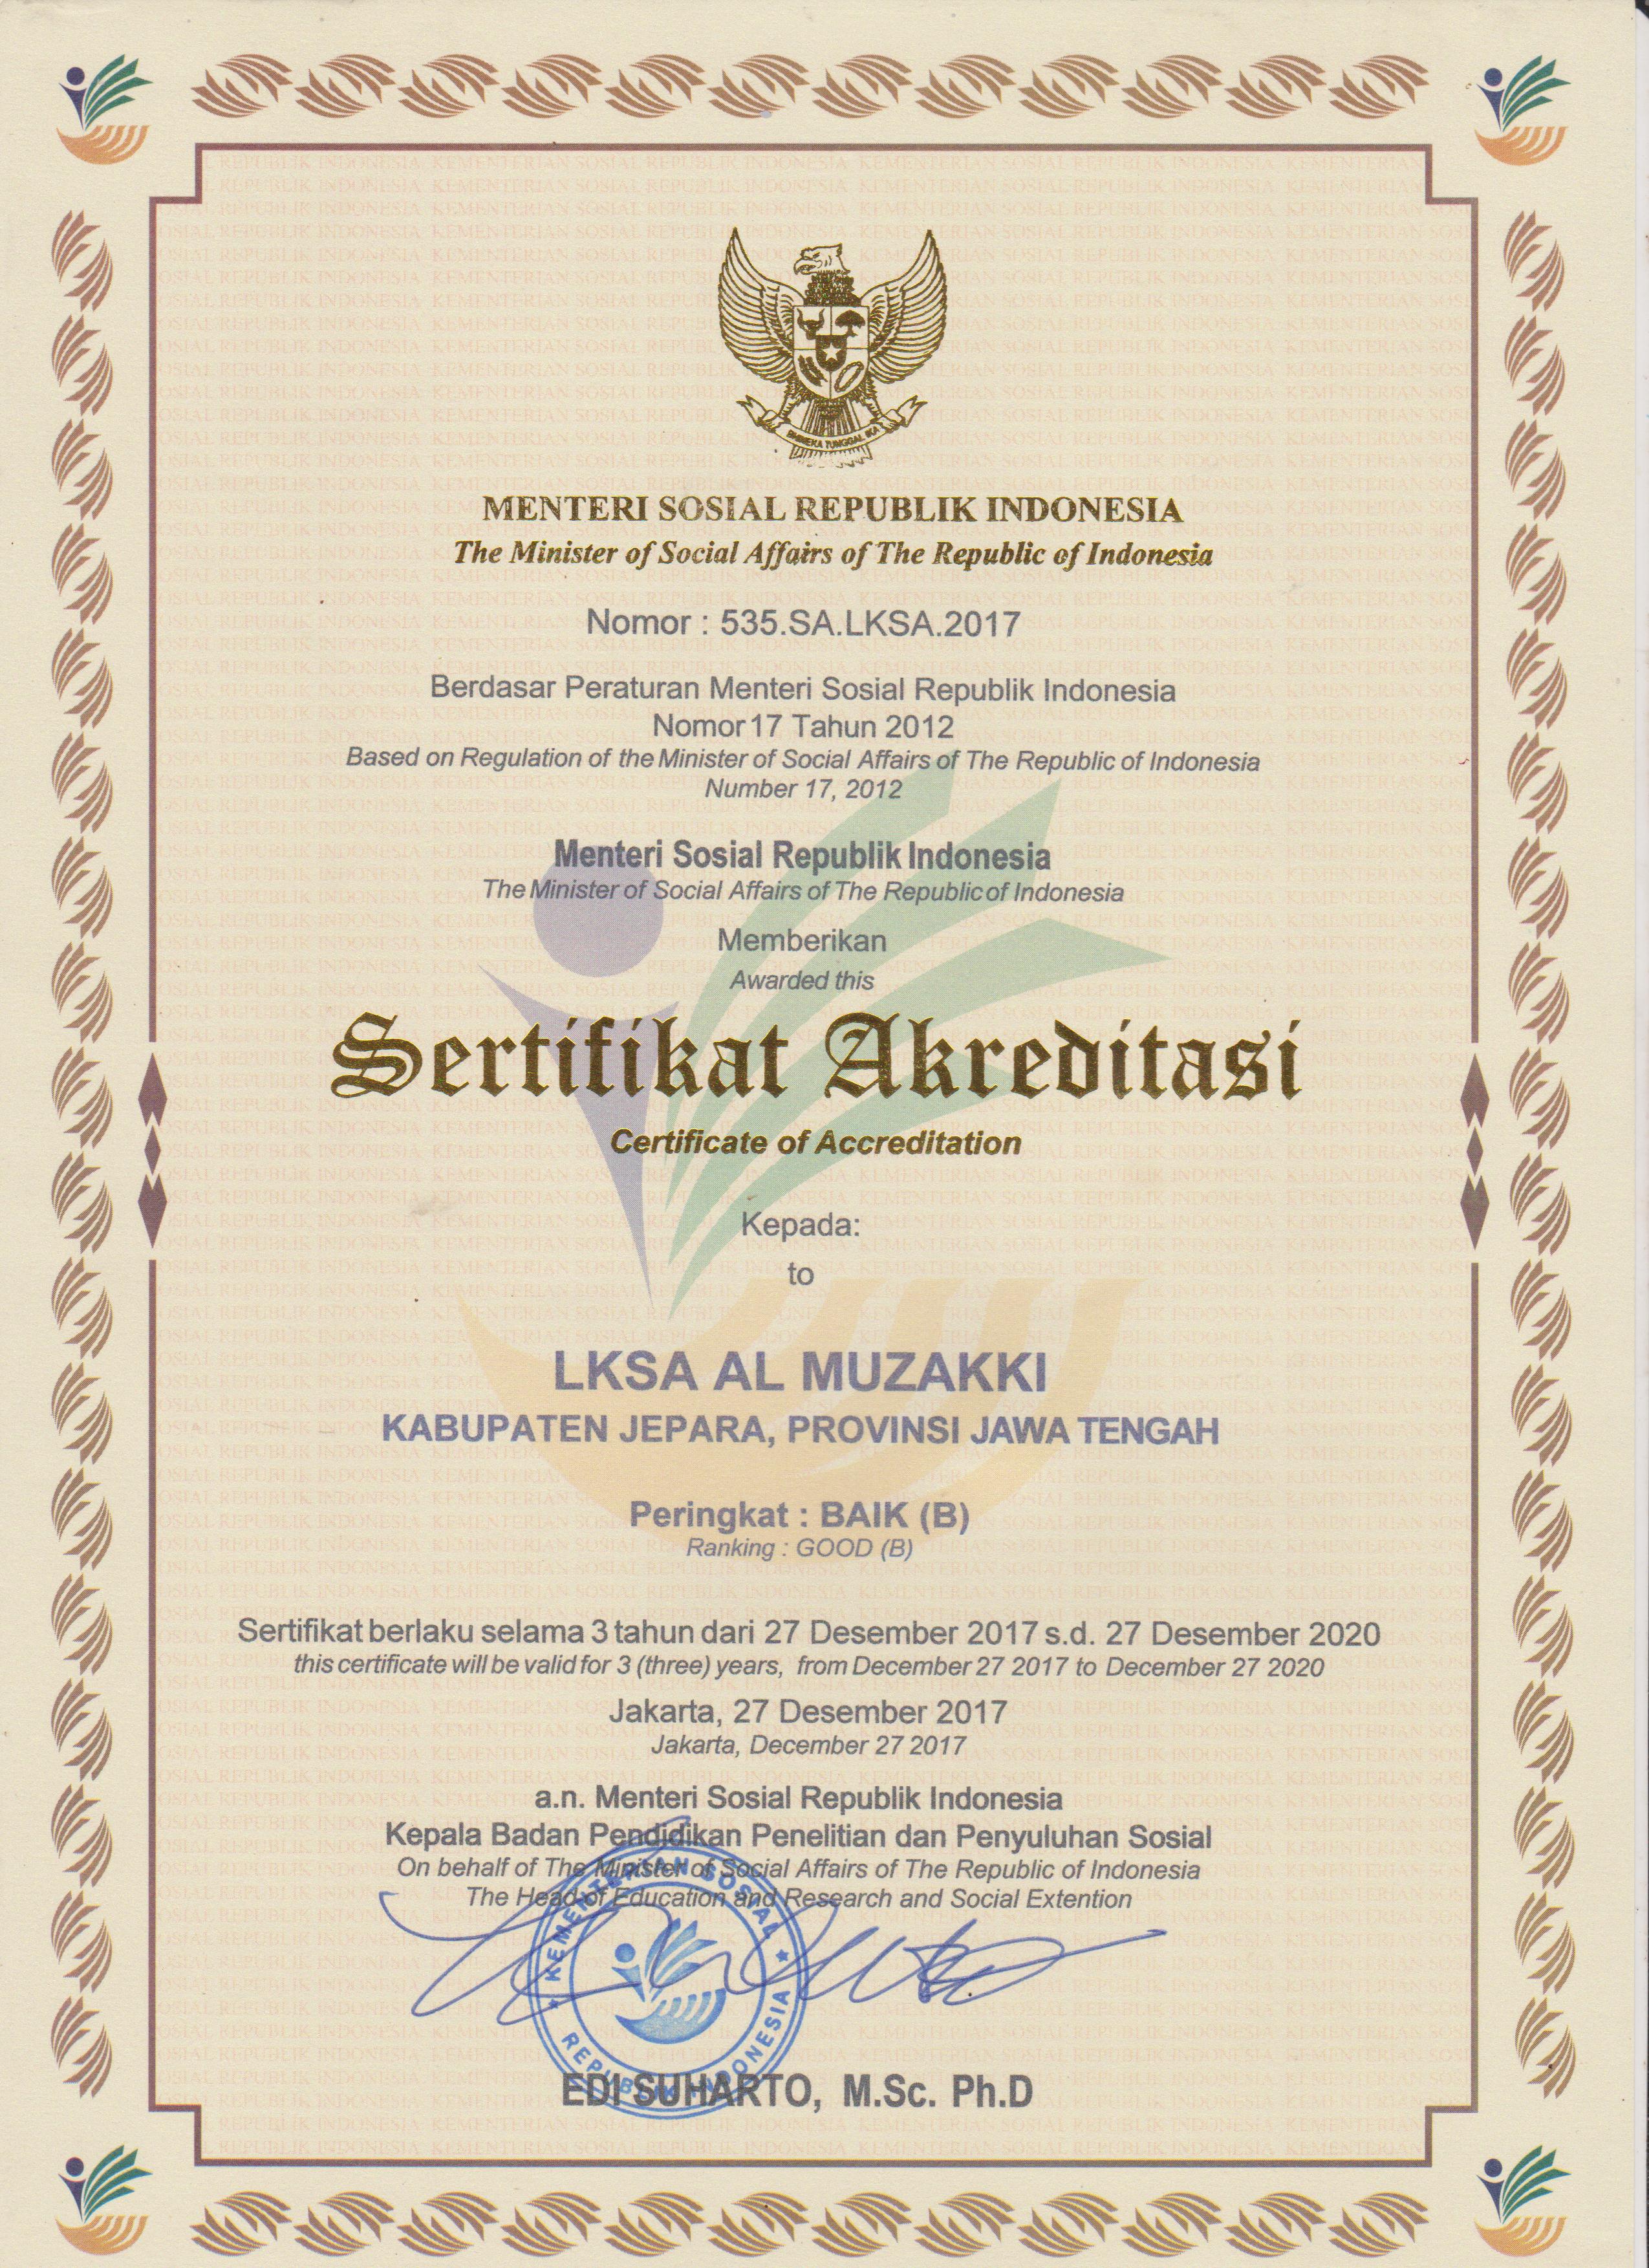 BHINNEKA TUNGGAL IKA
MENTERI SOSIAL REPUBLIK INDONESIA
The Minister of Social Affairs of The Republic of Indonesia
Nomor : 535.SA.LKSA.2017
Berdasar Peraturan Menteri Sosial Republik Indonesia
Nomor 17 Tahun 2012
Based on Regulation of the Minister of Social Affairs of The Republic of Indonesia
Number 17, 2012
Menteri Sosial Republik Indonesia
The Minister of Social Affairs of The Republic of Indonesia
Memberikan
Awarded this
Sertifikat Akreditasi
Certificate of Accreditation
Kepada:
to
LKSA AL MUZAKKI
KABUPATEN JEPARA, PROVINSI JAWA TENGAH
Peringkat : BAIK (B)
Ranking : GOOD (B)
Sertifikat berlaku selama 3 tahun dari 27 Desember 2017 s.d. 27 Desember 2020
this certificate will be valid for 3 (three) years, from December 27 2017 to December 27 2020
Jakarta, 27 Desember 2017
Jakarta, December 27 2017
a.n. Menteri Sosial Republik Indonesia
Kepala Badan Pendidikan Penelitian dan Penyuluhan Sosial
On behalf of The Minister of Social Affairs of The Republic of Indonesia
The Head of Education and Research and Social Extention
KEMENTERIAN SOSIAL
REPUBLIK INDONESIA
EDI SUHARTO, M.Sc. Ph.D